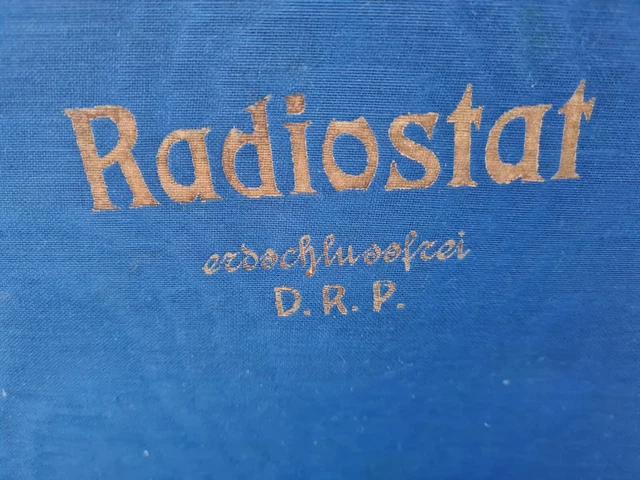 Radiostat
erdschlussfrei
D.R.P.